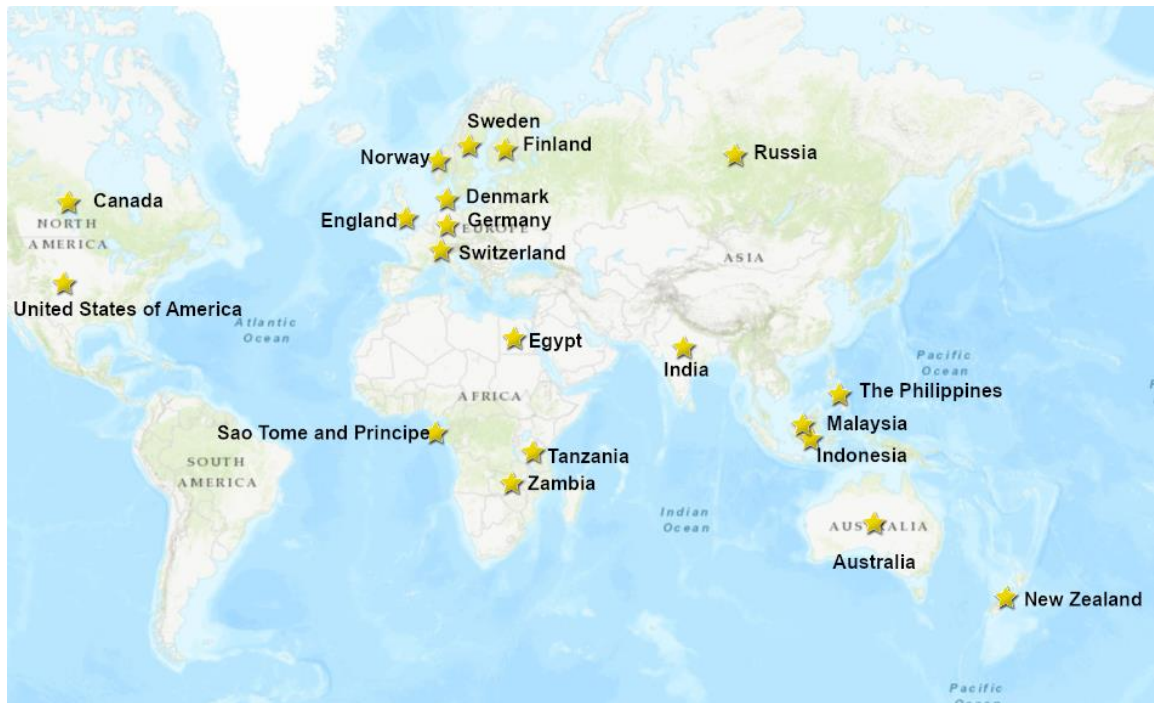 Sweden
Finland
Norway
Russia
Canada
Denmark
England
Germany
NORTH
AMERICA
EUROPE
Switzerland
ASIA
United States of America
Atlantic
Ocean
Egypt
India
Pacific
Ocean
The Philippines
AFRICA
Malaysia
Sao Tome and Principe
Indonesia
Tanzania
SOUTH
AMERICA
Zambia
Indian
Ocean
AUSTRALIA
Australia
New Zealand
Pacific